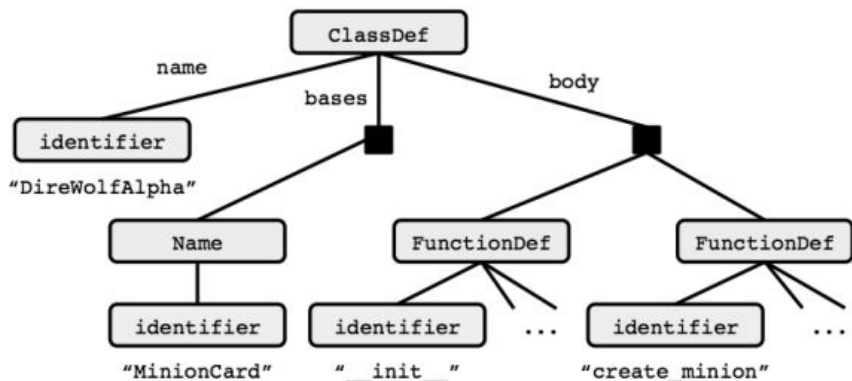 ClassDef
name
bases
body
identifier
“DireWolfAlpha”
Name
FunctionDef
FunctionDef
identifier
identifier
...
identifier
...
“MinionCard”
“__init__”
“create_minion”